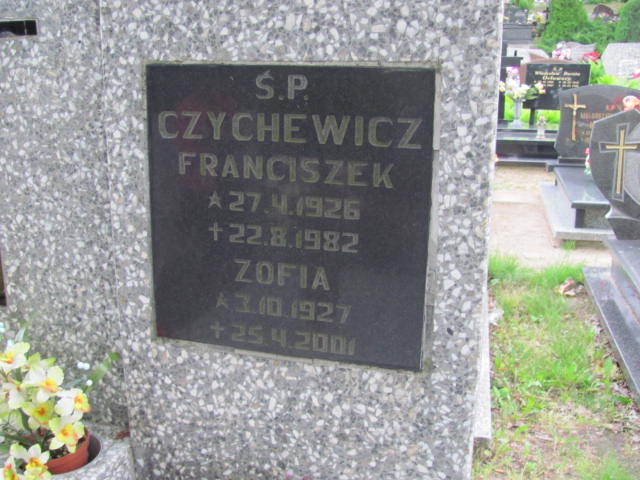 Ś.P.
CZYCHEWICZ
FRANCISZEK
* 27.4.1926
+ 22.8.1982
ZOFIA
* 3.10.1927
+ 25.4.2001